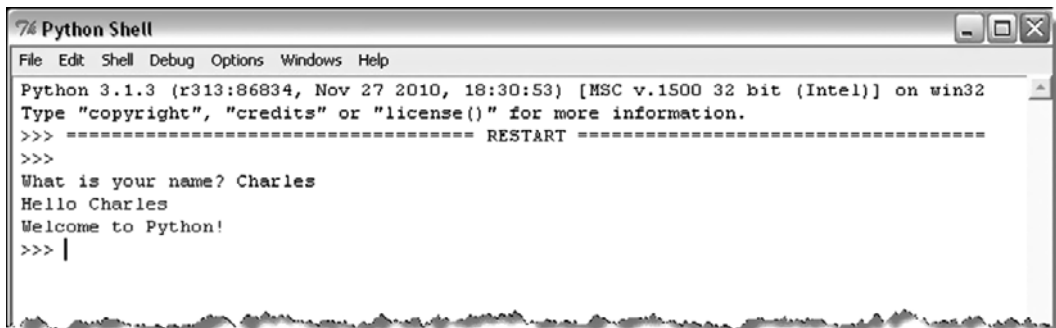 Python Shell
File Edit Shell Debug Options Windows Help
Python 3.1.3 (r313:86834, Nov 27 2010, 18:30:53) [MSC v.1500 32 bit (Intel)] on win32
Type "copyright", "credits" or "license()" for more information.
>>> ================================ RESTART ================================
>>>
What is your name? Charles
Hello Charles
Welcome to Python!
>>>